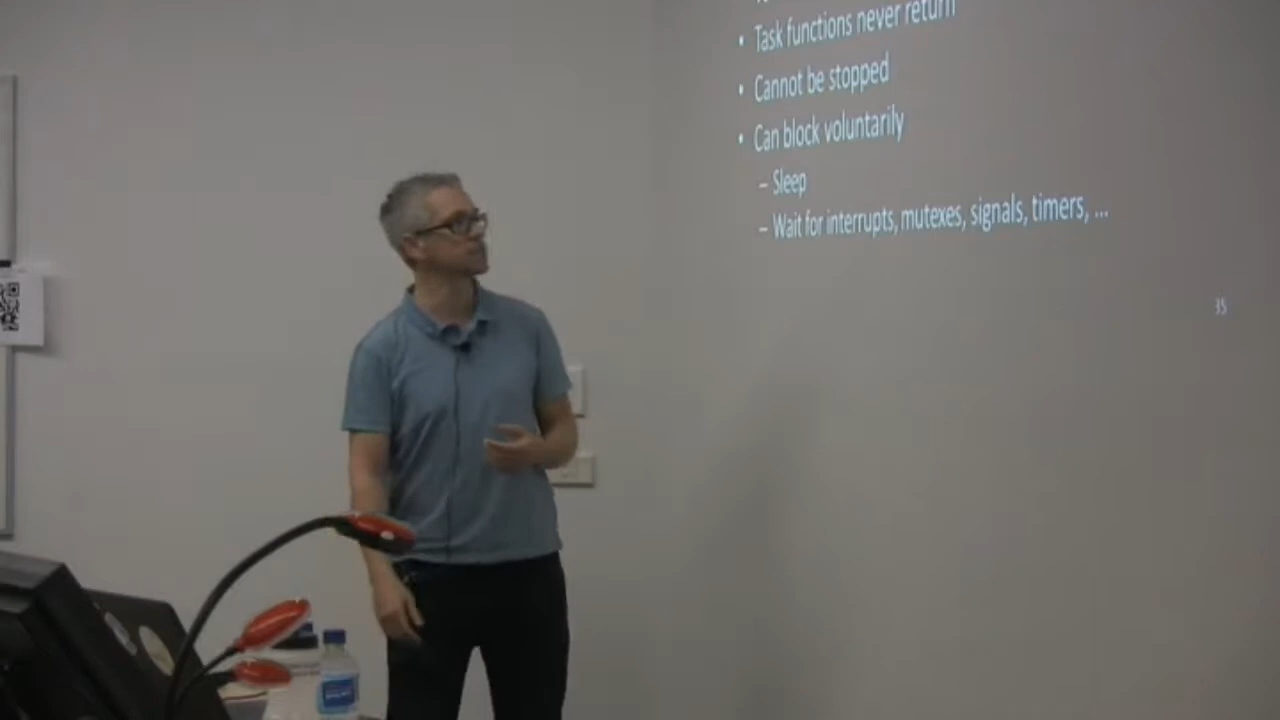 • Task functions never return
• Cannot be stopped
• Can block voluntarily
– Sleep
– Wait for interrupts, mutexes, signals, timers, ...
35